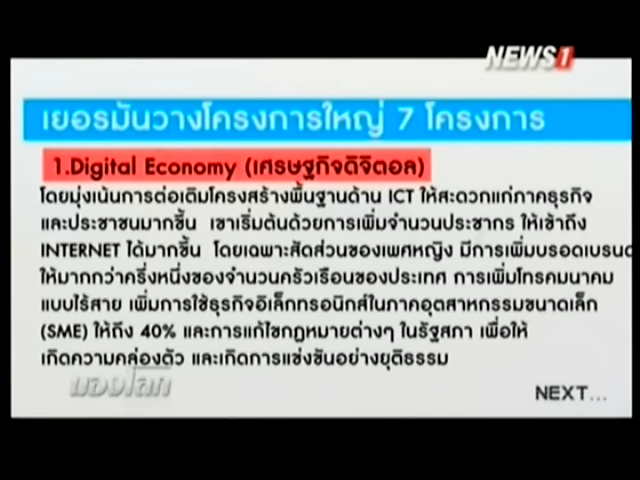 NEWS1
เยอรมันวางโครงการใหญ่ 7 โครงการ
1.Digital Economy (เศรษฐกิจดิจิตอล)
โดยมุ่งเน้นการต่อเติมโครงสร้างพื้นฐานด้าน ICT ให้สะดวกแก่ภาคธุรกิจ
และประชาชนมากขึ้น เขาเริ่มต้นด้วยการเพิ่มจำนวนประชากร ให้เข้าถึง
INTERNET ได้มากขึ้น โดยเฉพาะสัดส่วนของเพศหญิง มีการเพิ่มบรอดเบรนด
ให้มากกว่าครึ่งหนึ่งของจำนวนครัวเรือนของประเทศ การเพิ่มโทรคมนาคม
แบบไร้สาย เพิ่มการใช้ธุรกิจอิเล็กทรอนิกส์ในภาคอุตสาหกรรมขนาดเล็ก
(SME) ให้ถึง 40% และการแก้ไขกฎหมายต่างๆ ในรัฐสภา เพื่อให้
เกิดความคล่องตัว และเกิดการแข่งขันอย่างยุติธรรม
มองโลก
NEXT...